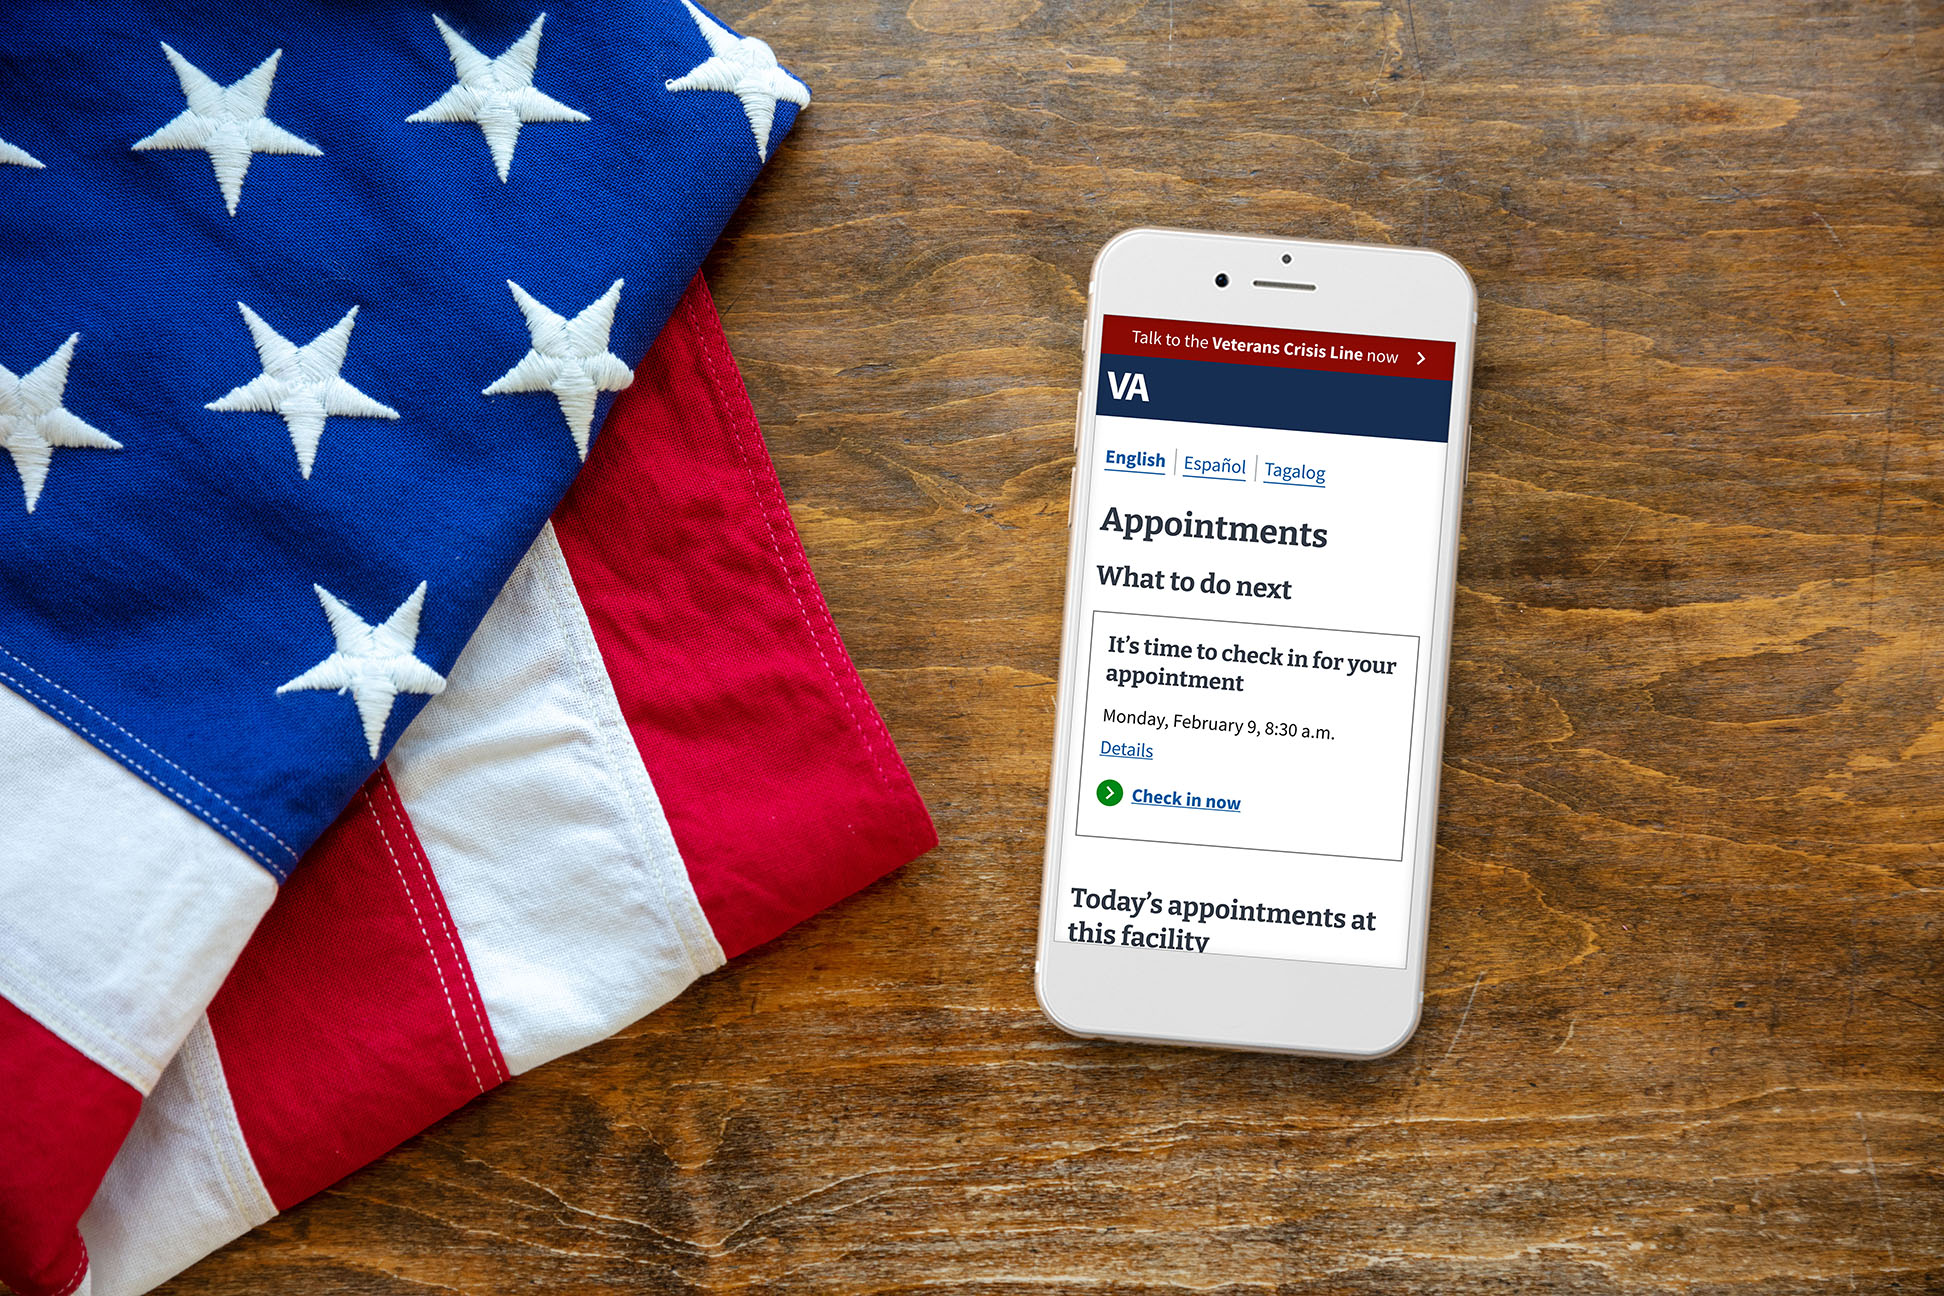 Talk to the Veterans Crisis Line now
VA
English Español Tagalog
Appointments
What to do next
It's time to check in for your
appointment
Monday, February 9, 8:30 a.m.
Details
Check in now
Today's appointments at
this facility